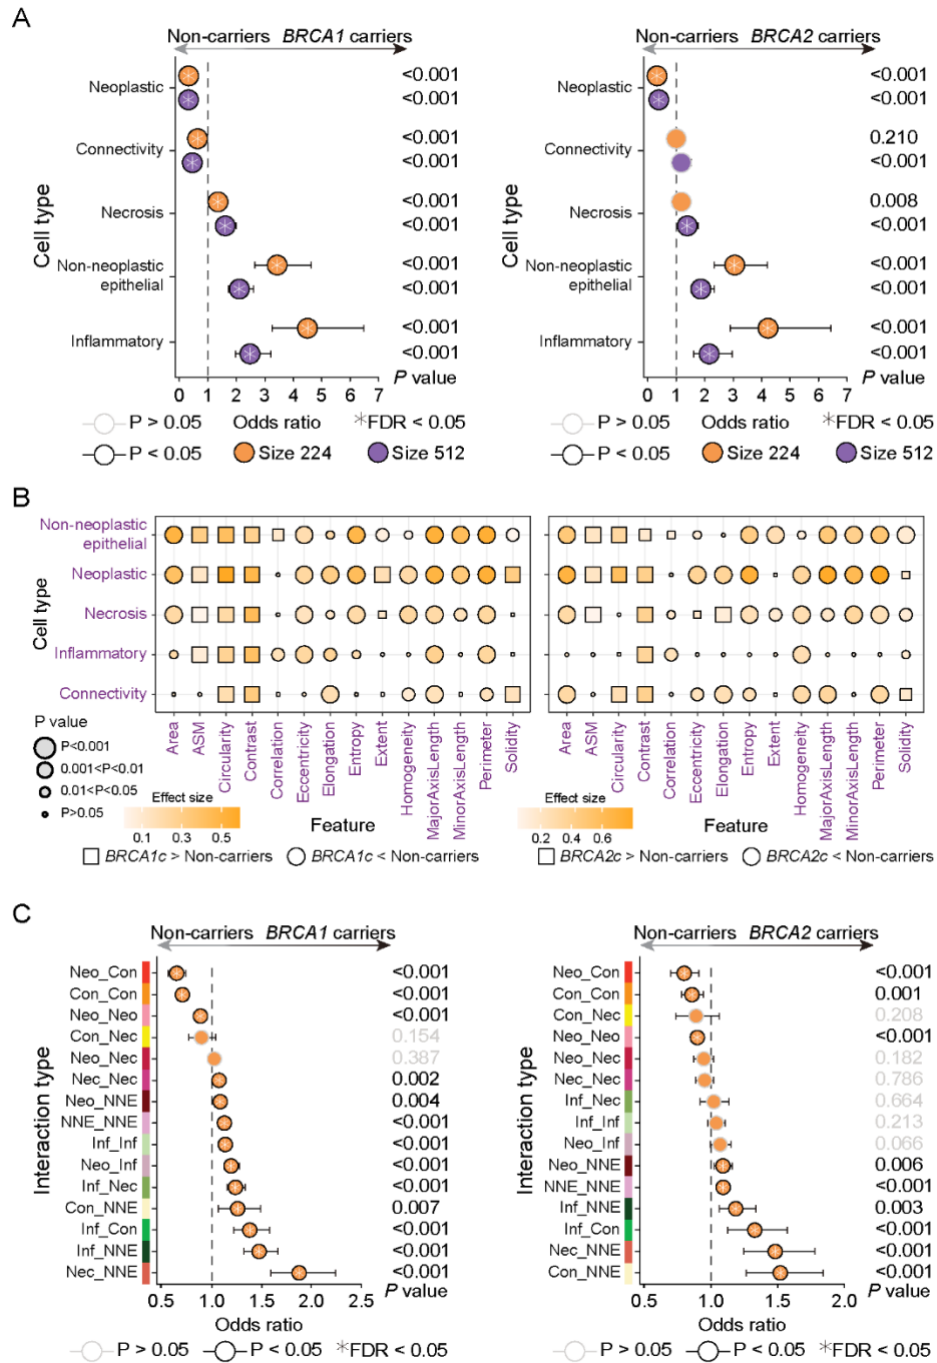 A
Non-carriers BRCA1 carriers
Cell type
Neoplastic
<0.001
<0.001
Connectivity
<0.001
<0.001
Necrosis
<0.001
<0.001
Non-neoplastic
epithelial
<0.001
<0.001
Inflammatory
<0.001
<0.001
P value
0 1 2 3 4 5 6 7
P > 0.05 Odds ratio *FDR < 0.05
P < 0.05 Size 224 Size 512
Non-carriers BRCA2 carriers
Cell type
Neoplastic
<0.001
<0.001
Connectivity
0.210
<0.001
Necrosis
0.008
<0.001
Non-neoplastic
epithelial
<0.001
<0.001
Inflammatory
<0.001
<0.001
P value
0 1 2 3 4 5 6 7
P > 0.05 Odds ratio *FDR < 0.05
P < 0.05 Size 224 Size 512
B
Cell type
Non-neoplastic
epithelial
Neoplastic
Necrosis
Inflammatory
Connectivity
P value
P<0.001
0.001<P<0.01
0.01<P<0.05
P>0.05
Area ASM Circularity Contrast Correlation Eccentricity Elongation Entropy Extent Homogeneity MajorAxisLength MinorAxisLength Perimeter Solidity
Effect size
0.1 0.3 0.5
Feature
BRCA1c > Non-carriers BRCA1c < Non-carriers
Area ASM Circularity Contrast Correlation Eccentricity Elongation Entropy Extent Homogeneity MajorAxisLength MinorAxisLength Perimeter Solidity
Effect size
0.2 0.4 0.6
Feature
BRCA2c > Non-carriers BRCA2c < Non-carriers
C
Non-carriers BRCA1 carriers
Interaction type
Neo_Con <0.001
Con_Con <0.001
Neo_Neo <0.001
Con_Nec 0.154
Neo_Nec 0.387
Nec_Nec 0.002
Neo_NNE 0.004
NNE_NNE <0.001
Inf_Inf <0.001
Neo_Inf <0.001
Inf_Nec <0.001
Con_NNE 0.007
Inf_Con <0.001
Inf_NNE <0.001
Nec_NNE <0.001
P value
0.5 1.0 1.5 2.0 2.5
Odds ratio
P > 0.05 P < 0.05 *FDR < 0.05
Non-carriers BRCA2 carriers
Interaction type
Neo_Con <0.001
Con_Con 0.001
Con_Nec 0.208
Neo_Neo <0.001
Neo_Nec 0.182
Nec_Nec 0.786
Inf_Nec 0.664
Inf_Inf 0.213
Neo_Inf 0.066
Neo_NNE 0.006
NNE_NNE <0.001
Inf_NNE 0.003
Inf_Con <0.001
Nec_NNE <0.001
Con_NNE <0.001
P value
0.5 1.0 1.5 2.0
Odds ratio
P > 0.05 P < 0.05 *FDR < 0.05